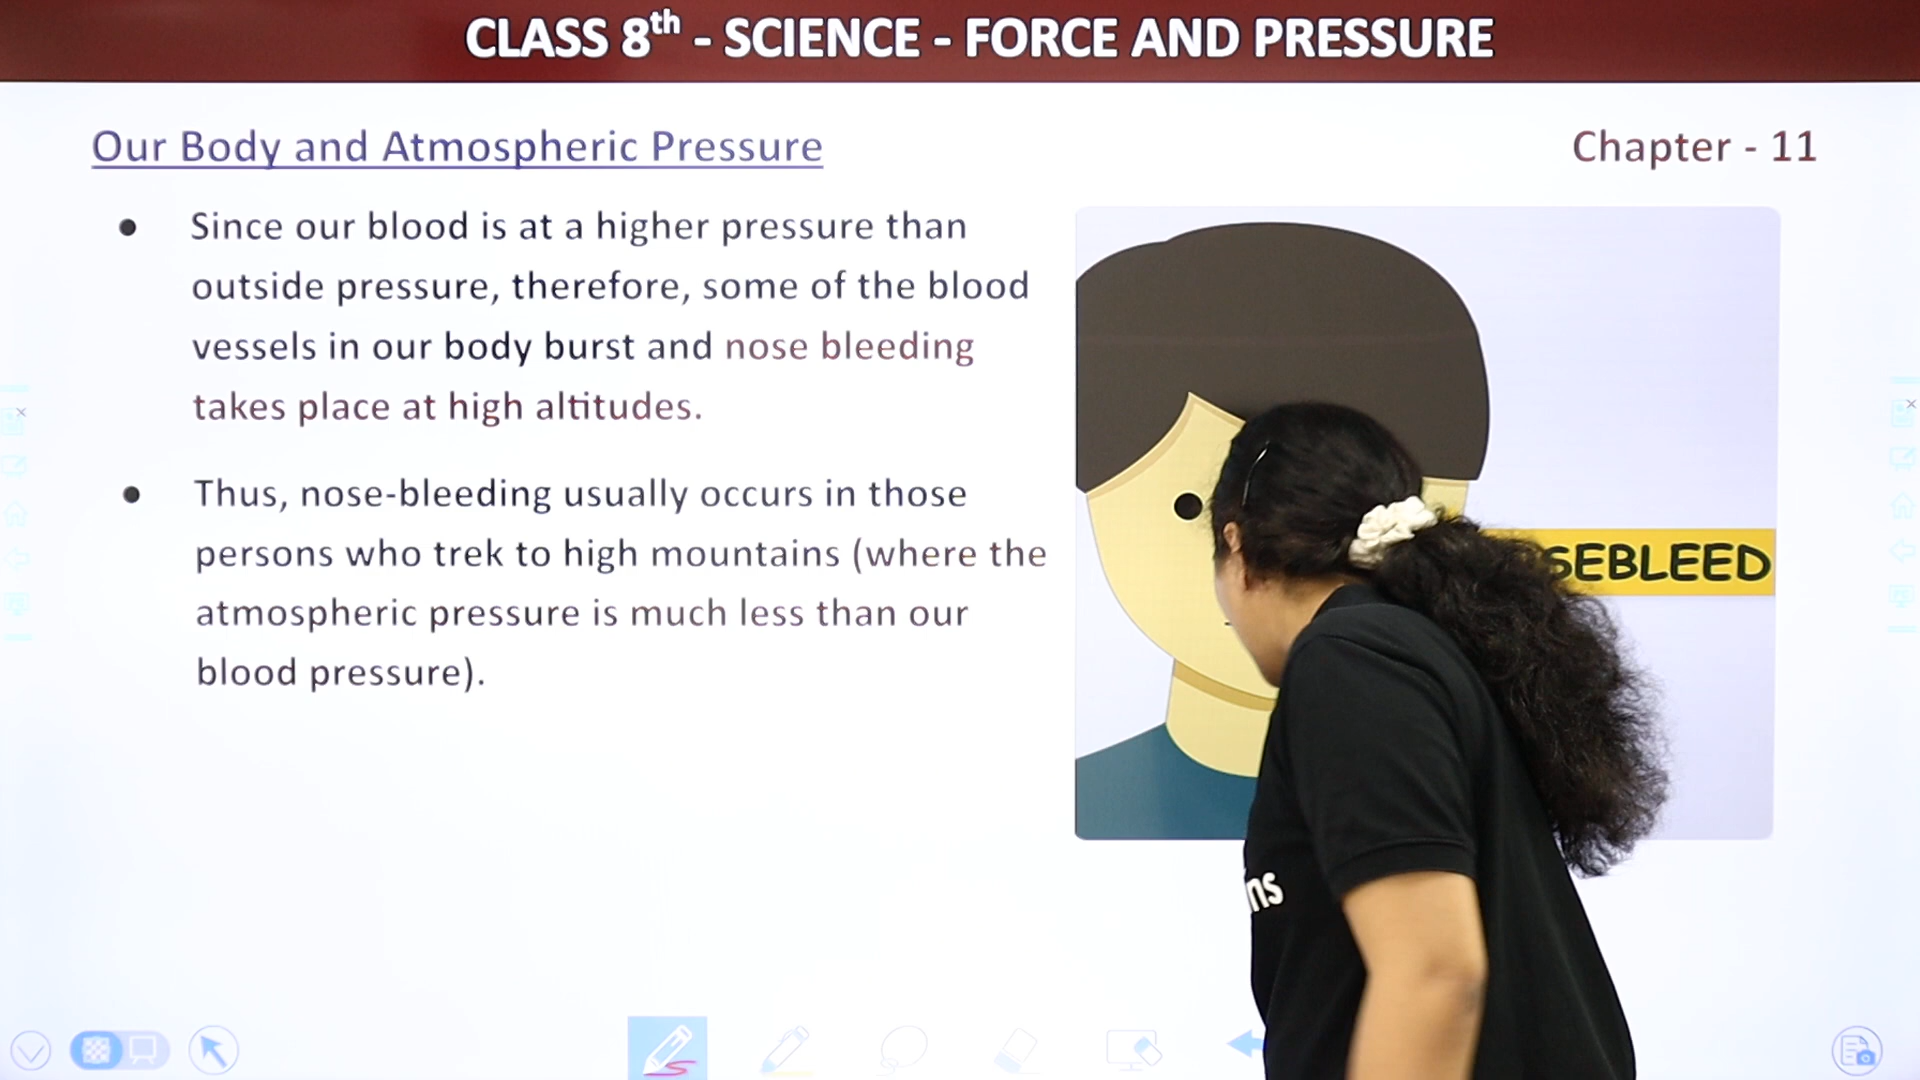 CLASS 8th - SCIENCE - FORCE AND PRESSURE
Our Body and Atmospheric Pressure
Chapter - 11
• Since our blood is at a higher pressure than
outside pressure, therefore, some of the blood
vessels in our body burst and nose bleeding
takes place at high altitudes.
• Thus, nose-bleeding usually occurs in those
persons who trek to high mountains (where the
atmospheric pressure is much less than our
blood pressure).
SEBLEED
ns